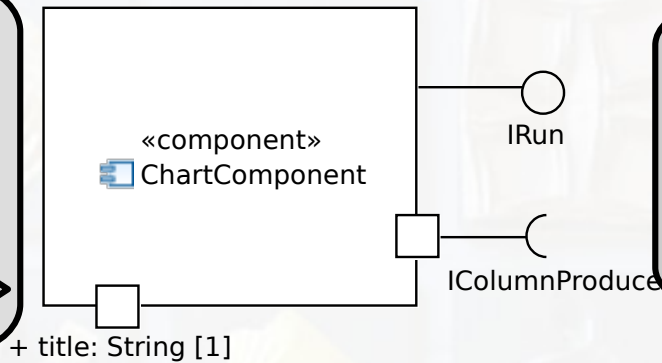 «component»
ChartComponent
IRun
IColumnProduce
+ title: String [1]